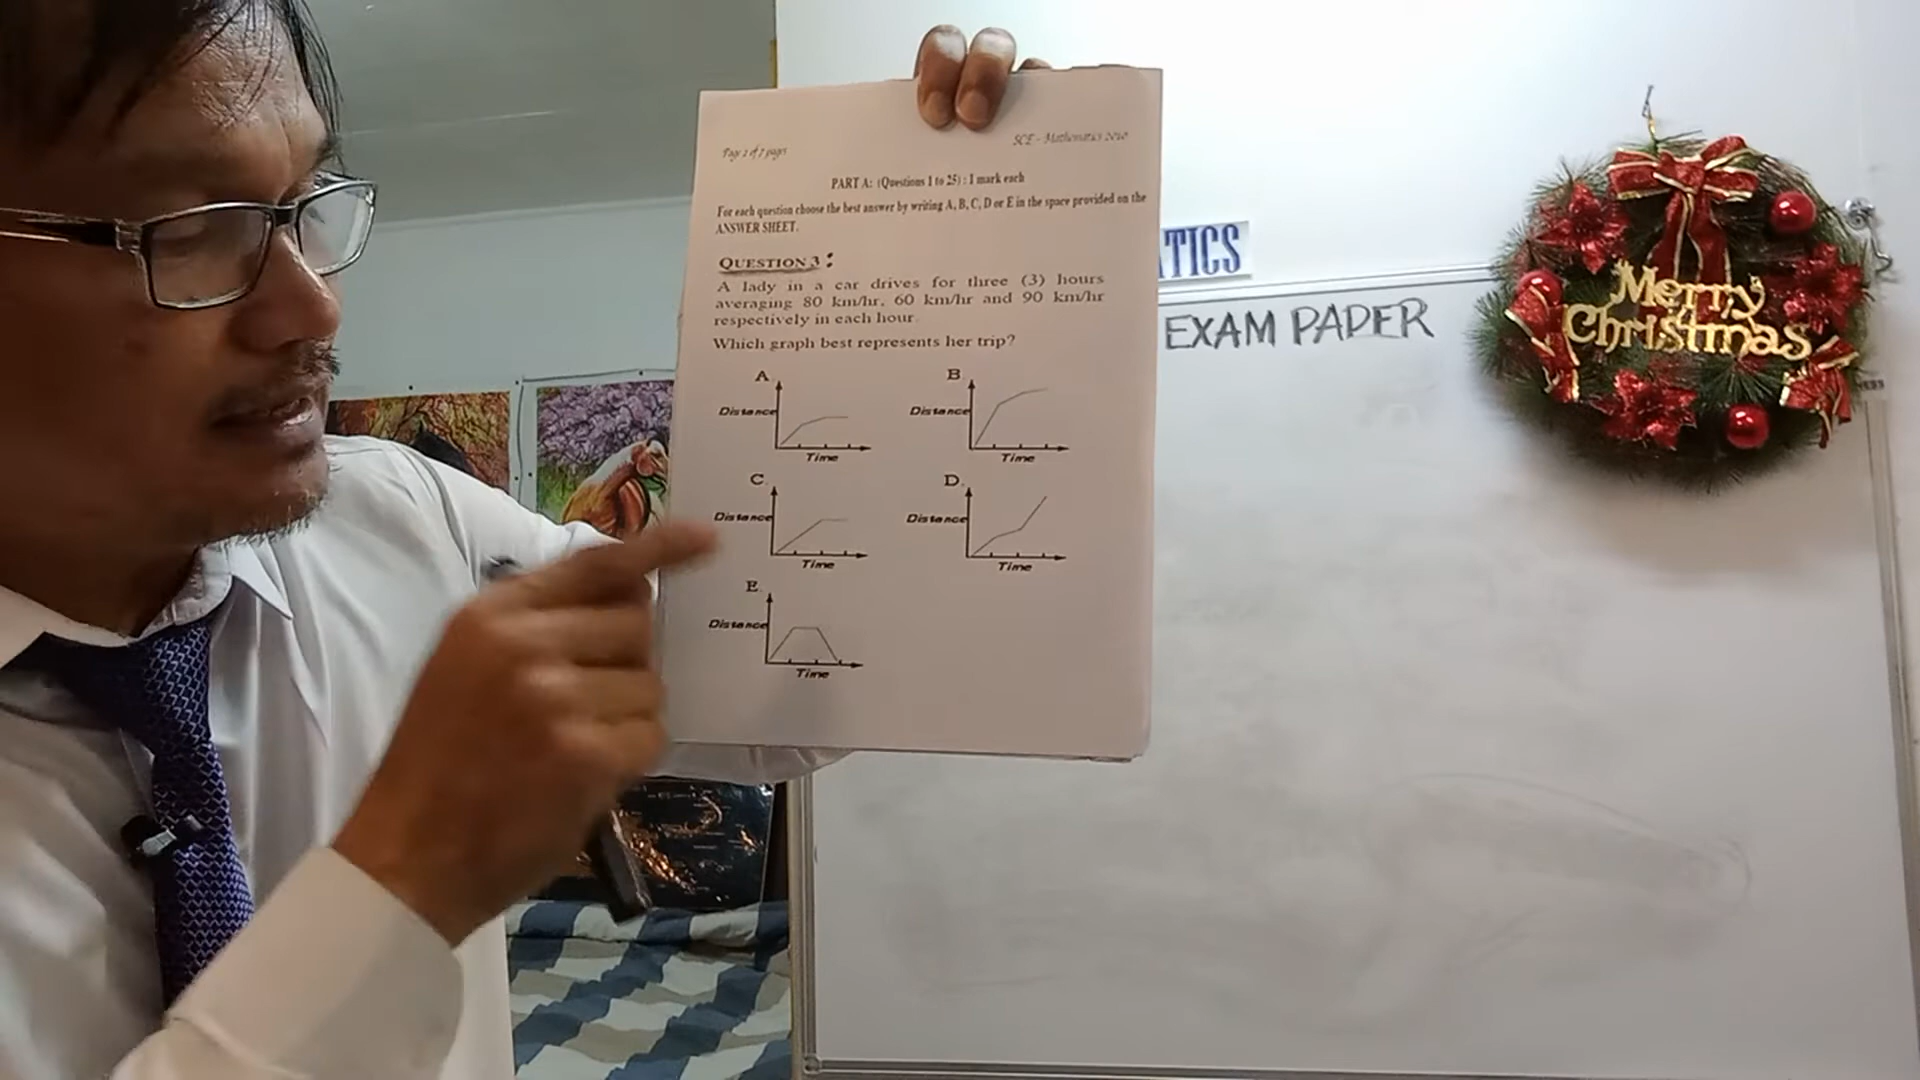 Page 2 of 7 pages
SCE - Mathematics 2010
PART A: (Questions 1 to 25) : 1 mark each
For each question choose the best answer by writing A, B, C, D or E in the space provided on the
ANSWER SHEET.
QUESTION 3 :
A lady in a car drives for three (3) hours
averaging 80 km/hr, 60 km/hr and 90 km/hr
respectively in each hour.
Which graph best represents her trip?
A
Distance
Time
B
Distance
Time
C.
Distance
Time
D.
Distance
Time
E.
Distance
Time
TICS
EXAM PAPER
Merry
Christmas